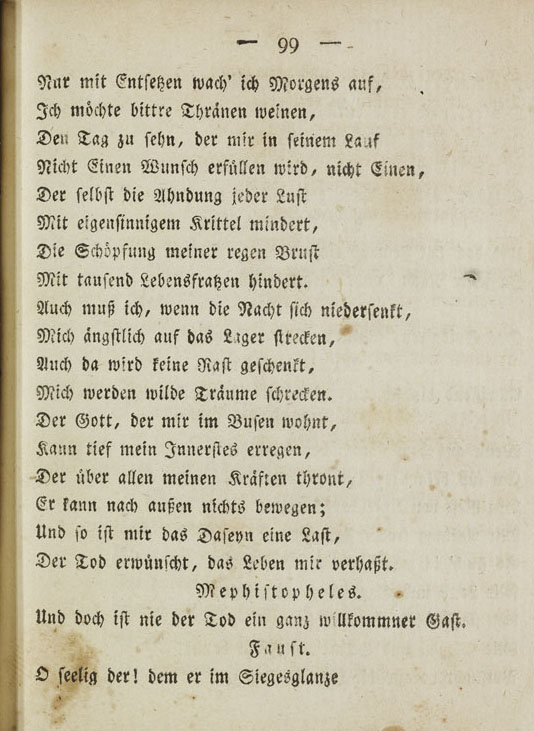 — 99 —
Nur mit Entsetzen wach' ich Morgens auf,
Ich möchte bittre Thränen weinen,
Den Tag zu sehn, der mir in seinem Lauf
Nicht Einen Wunsch erfüllen wird, nicht Einen,
Der selbst die Ahndung jeder Lust
Mit eigensinnigem Krittel mindert,
Die Schöpfung meiner regen Brust
Mit tausend Lebensfratzen hindert.
Auch muß ich, wenn die Nacht sich niedersenkt,
Mich ängstlich auf das Lager strecken,
Auch da wird keine Rast geschenkt,
Mich werden wilde Träume schrecken.
Der Gott, der mir im Busen wohnt,
Kann tief mein Innerstes erregen,
Der über allen meinen Kräften thront,
Er kann nach außen nichts bewegen;
Und so ist mir das Daseyn eine Last,
Der Tod erwünscht, das Leben mir verhaßt.
Mephistopheles.
Und doch ist nie der Tod ein ganz willkommner Gast.
Faust.
O seelig der! dem er im Siegesglanze